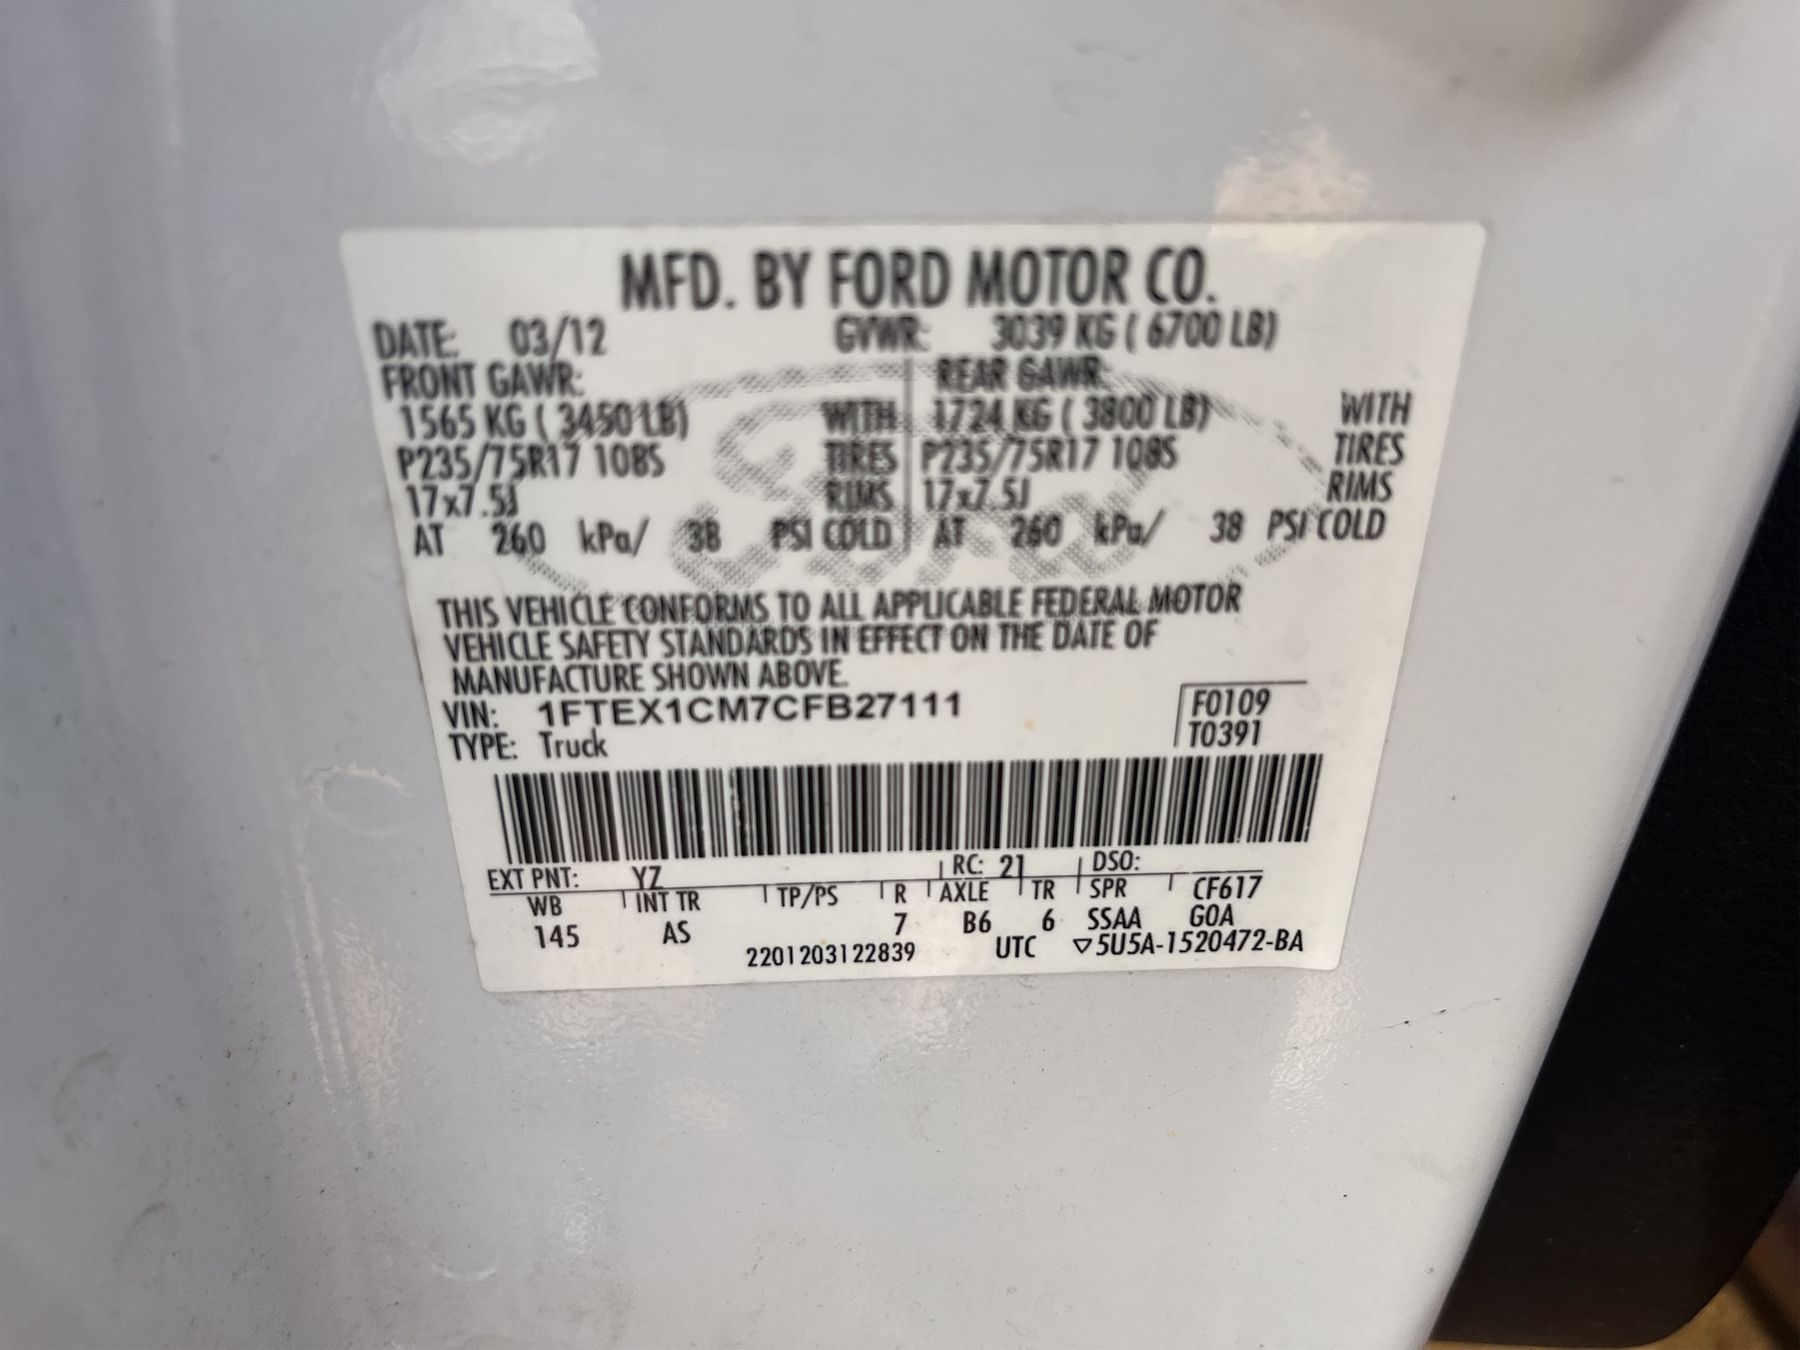 MFD. BY FORD MOTOR CO.
DATE: 03/12 GVWR: 3039 KG ( 6700 LB)
FRONT GAWR: REAR GAWR:
1565 KG ( 3450 LB) WITH 1724 KG ( 3800 LB) WITH
P235/75R17 108S TIRES P235/75R17 108S TIRES
17x7.5J RIMS 17x7.5J RIMS
AT 260 kPa/ 38 PSI COLD AT 260 kPa/ 38 PSI COLD
THIS VEHICLE CONFORMS TO ALL APPLICABLE FEDERAL MOTOR
VEHICLE SAFETY STANDARDS IN EFFECT ON THE DATE OF
MANUFACTURE SHOWN ABOVE.
VIN: 1FTEX1CM7CFB27111 F0109
TYPE: Truck T0391
EXT PNT: YZ RC: 21 DSO:
WB INT TR TP/PS R AXLE TR SPR CF617
145 AS 7 B6 6 SSAA GOA
2201203122839 UTC ▽5U5A-1520472-BA